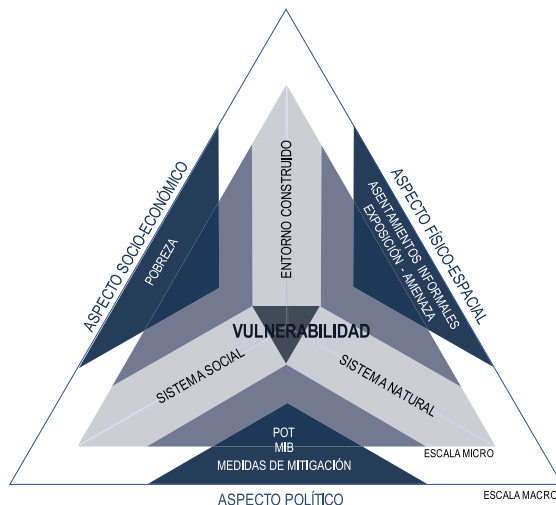 ASPECTO SOCIO-ECONÓMICO
POBREZA
ENTORNO CONSTRUIDO
ASPECTO FÍSICO-ESPACIAL
ASENTAMIENTOS INFORMALES
EXPOSICIÓN - AMENAZA
VULNERABILIDAD
SISTEMA SOCIAL
SISTEMA NATURAL
POT
MIB
MEDIDAS DE MITIGACIÓN
ESCALA MICRO
ASPECTO POLÍTICO
ESCALA MACRO